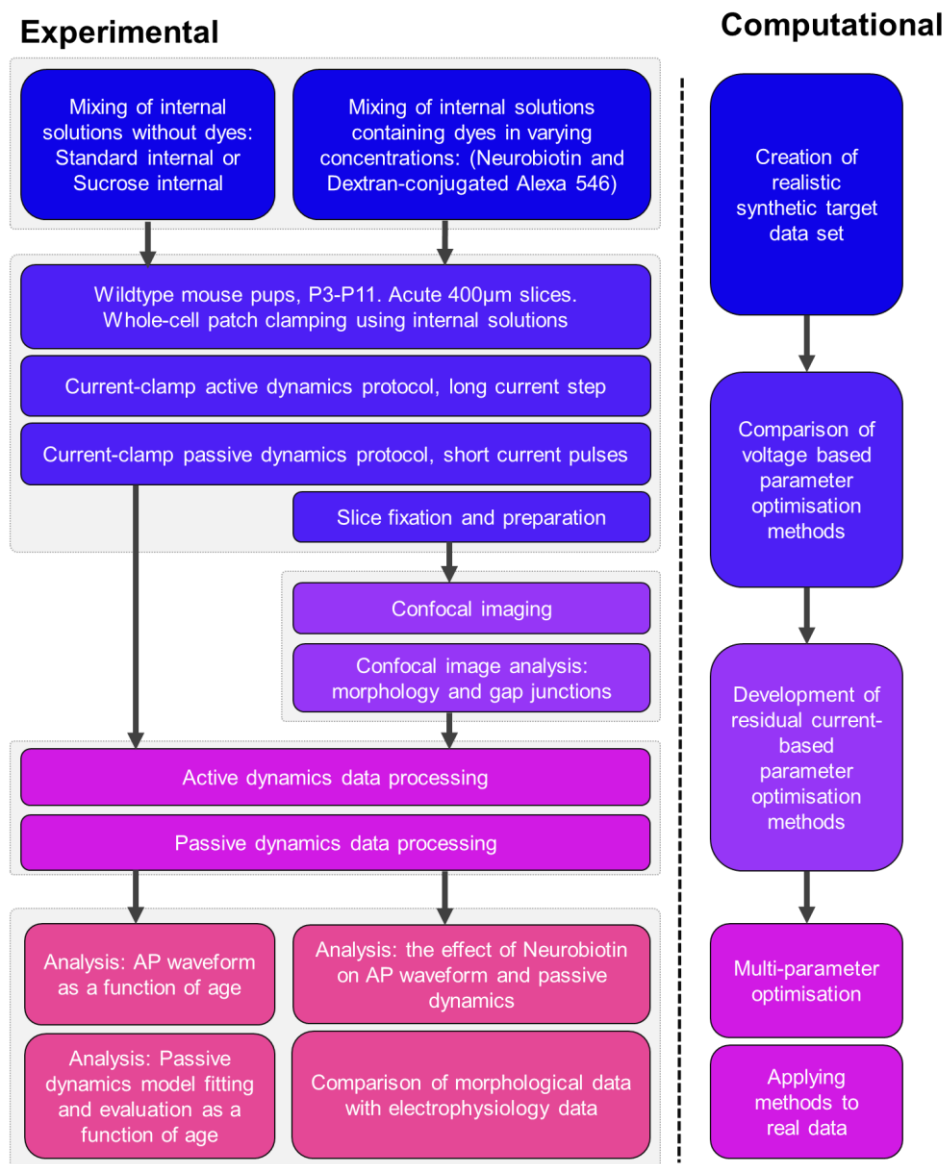 Experimental
Mixing of internal
solutions without dyes:
Standard internal or
Sucrose internal
Mixing of internal solutions
containing dyes in varying
concentrations: (Neurobiotin and
Dextran-conjugated Alexa 546)
Wildtype mouse pups, P3-P11. Acute 400µm slices.
Whole-cell patch clamping using internal solutions
Current-clamp active dynamics protocol, long current step
Current-clamp passive dynamics protocol, short current pulses
Slice fixation and preparation
Confocal imaging
Confocal image analysis:
morphology and gap junctions
Active dynamics data processing
Passive dynamics data processing
Analysis: AP waveform
as a function of age
Analysis: the effect of Neurobiotin
on AP waveform and passive
dynamics
Analysis: Passive
dynamics model fitting
and evaluation as a
function of age
Comparison of morphological data
with electrophysiology data
Computational
Creation of
realistic
synthetic target
data set
Comparison of
voltage based
parameter
optimisation
methods
Development of
residual current-
based
parameter
optimisation
methods
Multi-parameter
optimisation
Applying
methods to
real data